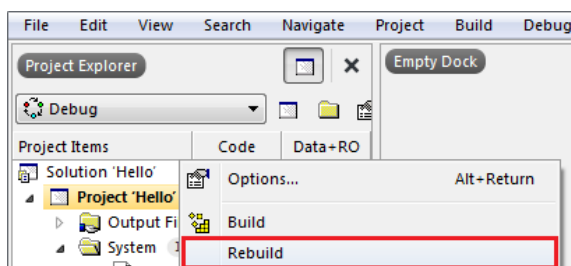 File Edit View Search Navigate Project Build Debug
Project Explorer
Empty Dock
Debug
Project Items Code Data+RO
Solution 'Hello'
Options... Alt+Return
Project 'Hello'
Output Fi
Build
System
Rebuild